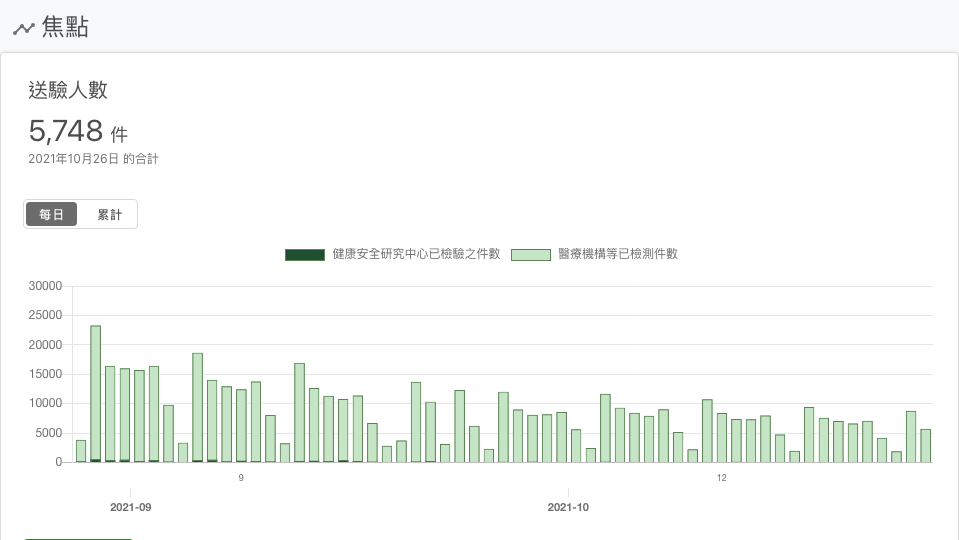 焦點
送驗人數
5,748 件
2021年10月26日 的合計
每日 累計
健康安全研究中心已檢驗之件數 醫療機構等已檢測件數
30000
25000
20000
15000
10000
5000
0
9 12
2021-09 2021-10